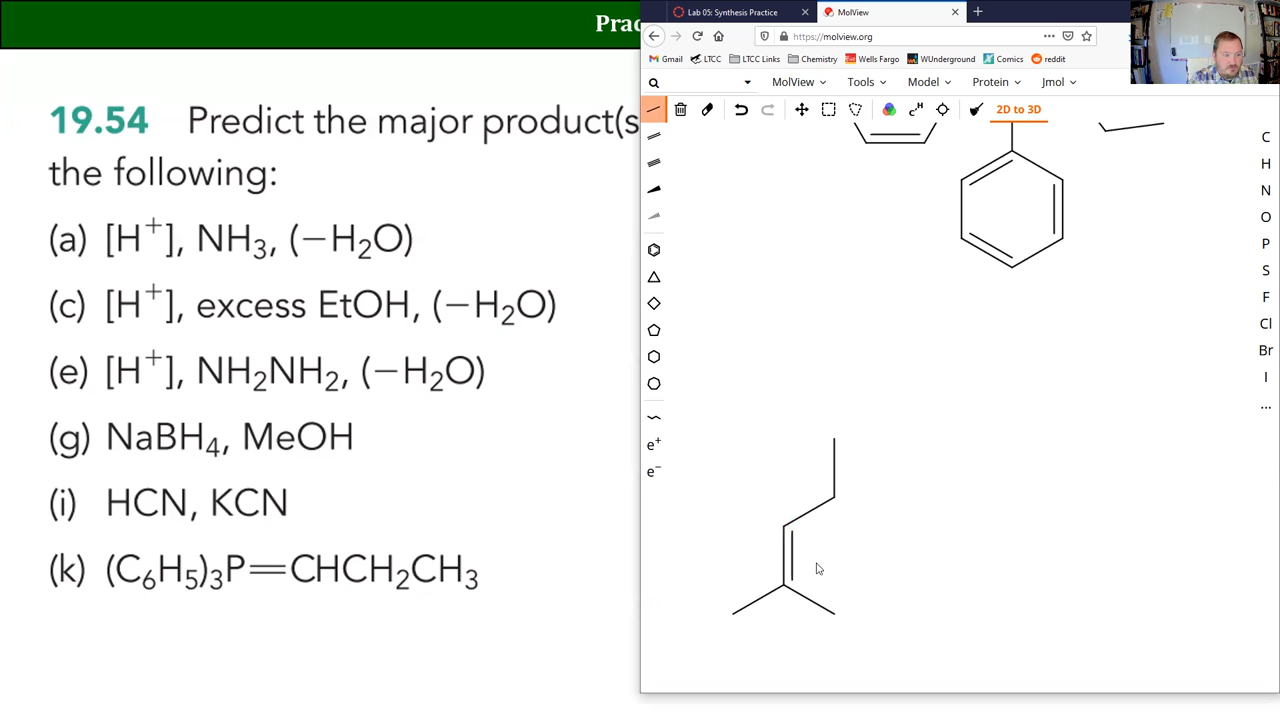 Prac
19.54 Predict the major product(s
the following:
(a) [H⁺], NH₃, (−H₂O)
(c) [H⁺], excess EtOH, (−H₂O)
(e) [H⁺], NH₂NH₂, (−H₂O)
(g) NaBH₄, MeOH
(i) HCN, KCN
(k) (C₆H₅)₃P═CHCH₂CH₃
Lab 05: Synthesis Practice
MolView
https://molview.org
Gmail LTCC LTCC Links Chemistry Wells Fargo WUnderground Comics reddit
MolView Tools Model Protein Jmol
cᴴ 2D to 3D
C
H
N
O
P
S
F
Cl
Br
I
...
e⁺
e⁻